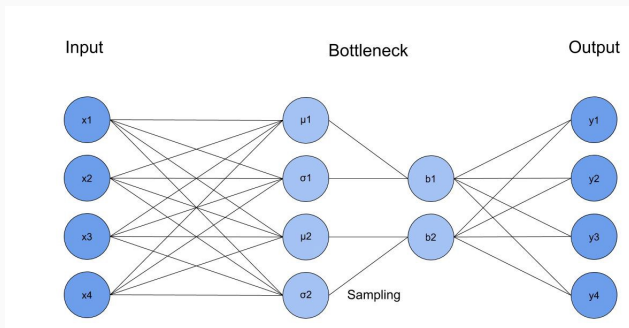 Input
Bottleneck
Output
x1
μ1
y1
x2
σ1
b1
y2
x3
μ2
b2
y3
x4
σ2
Sampling
y4